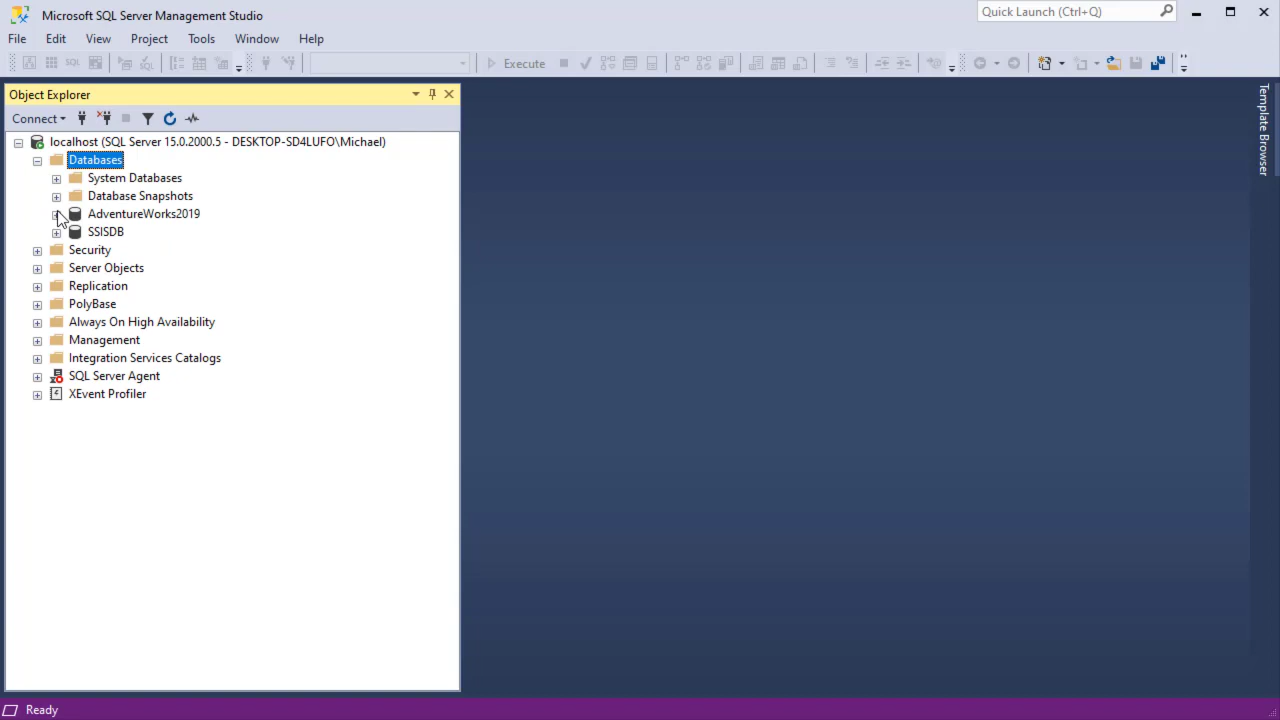 Microsoft SQL Server Management Studio
Quick Launch (Ctrl+Q)
File Edit View Project Tools Window Help
Execute
Object Explorer
Connect
localhost (SQL Server 15.0.2000.5 - DESKTOP-SD4LUFO\Michael)
Databases
System Databases
Database Snapshots
AdventureWorks2019
SSISDB
Security
Server Objects
Replication
PolyBase
Always On High Availability
Management
Integration Services Catalogs
SQL Server Agent
XEvent Profiler
Template Browser
Ready